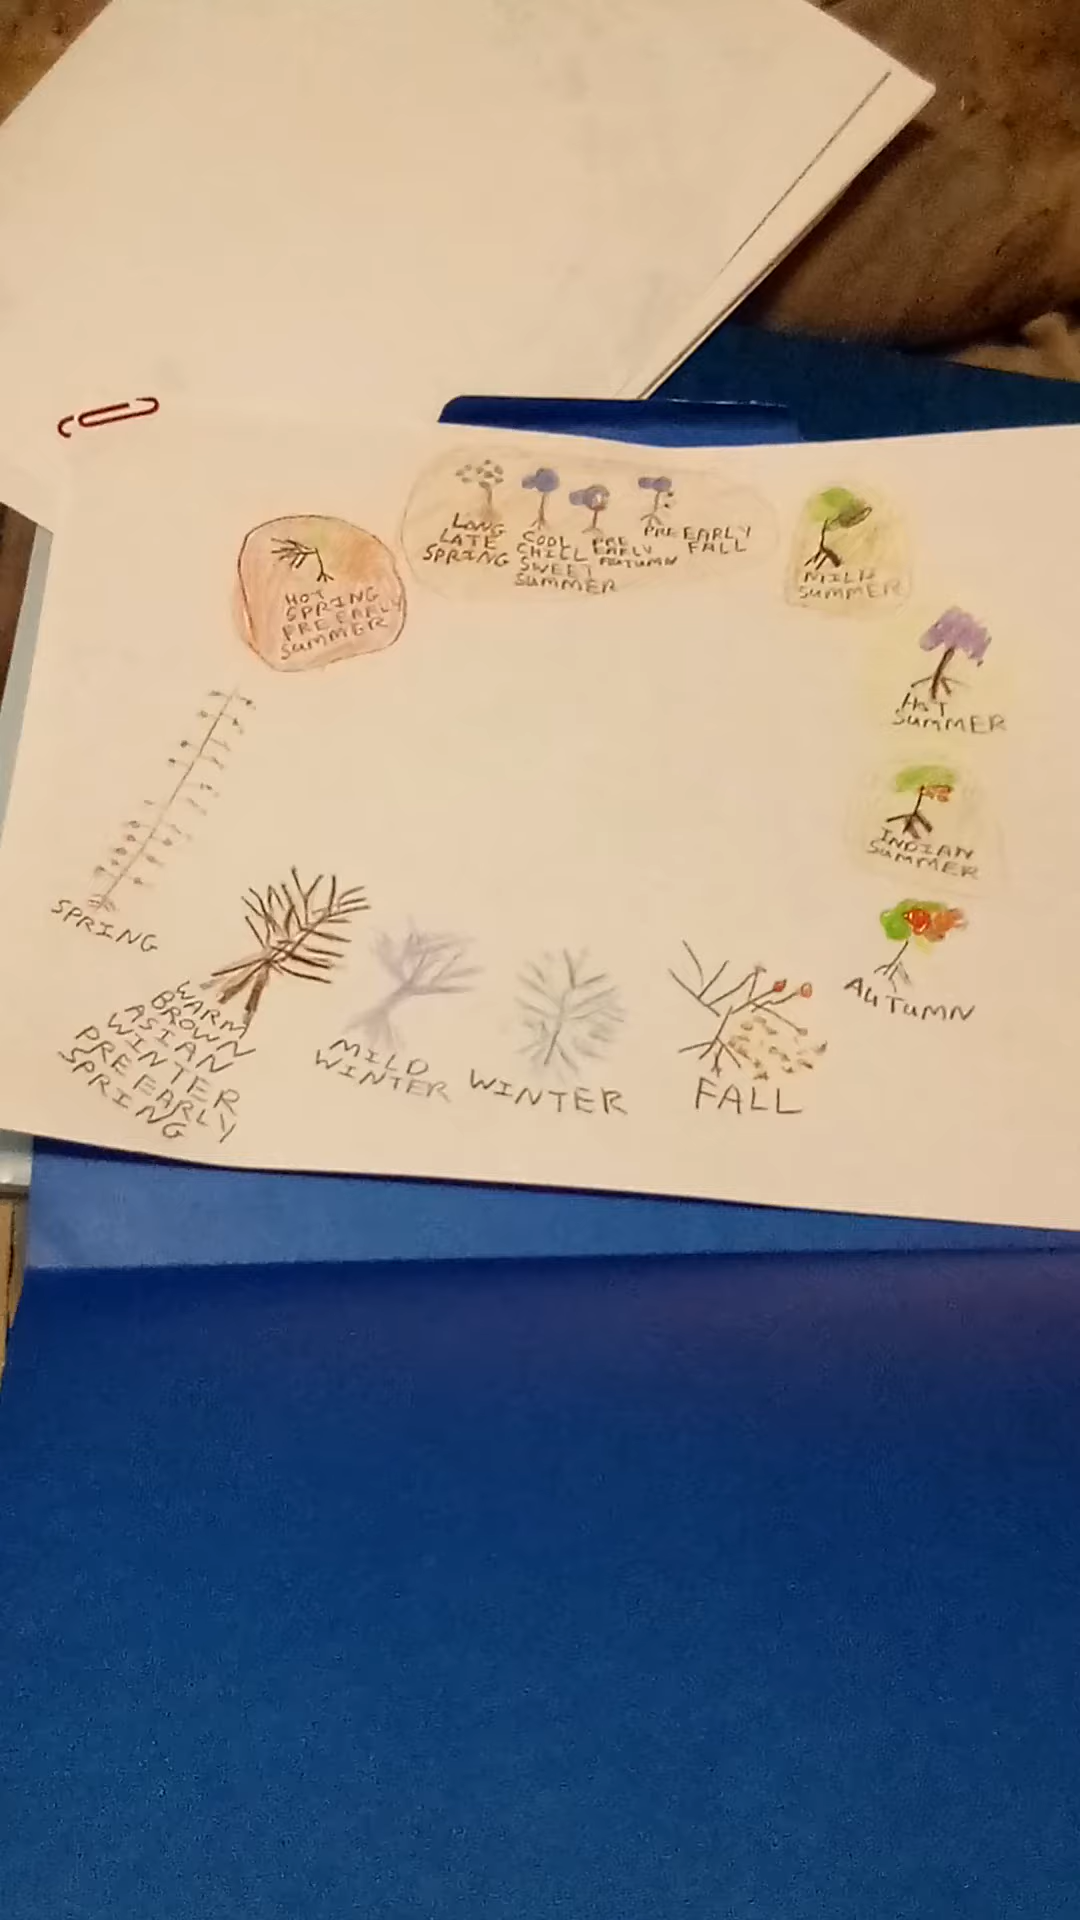 LONG
LATE
SPRING
COOL
CHILL
SWEET
SUMMER
PRE
EARLY
AUTUMN
PRE EARLY
FALL
MILD
SUMMER
HOT
SPRING
PRE EARLY
SUMMER
HOT
SUMMER
INDIAN
SUMMER
AUTUMN
SPRING
WARM
BROWN
ASIAN
WINTER
PRE EARLY
SPRING
MILD
WINTER
WINTER
FALL